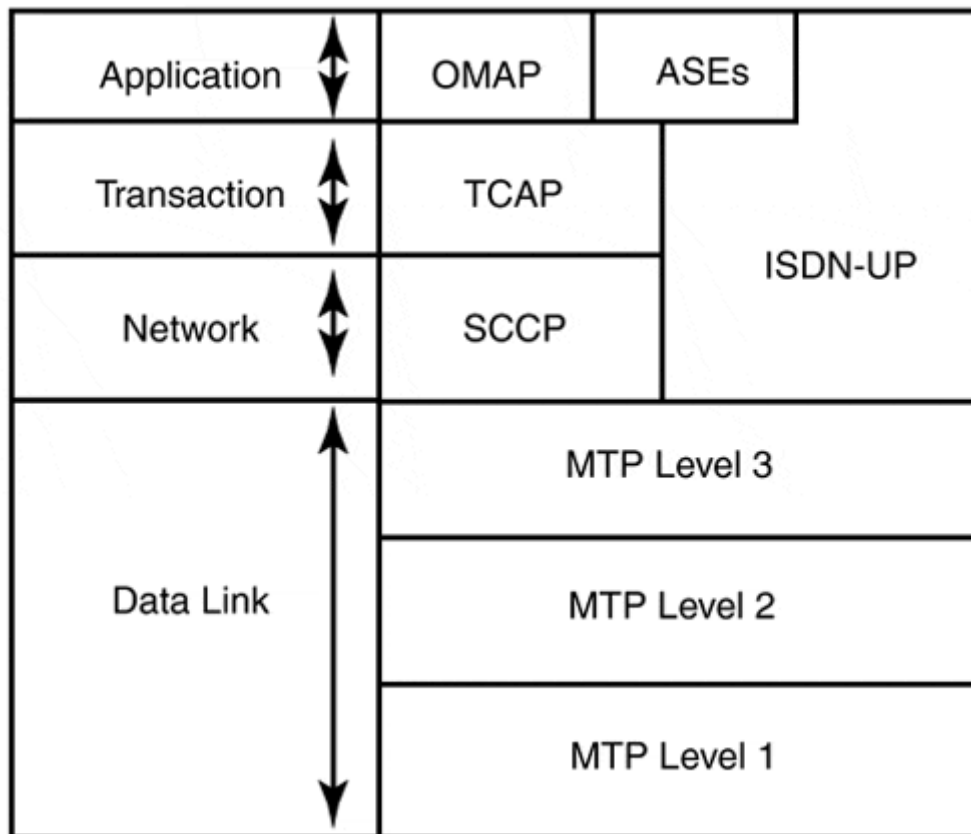 Application
OMAP
ASEs
Transaction
TCAP
ISDN-UP
Network
SCCP
MTP Level 3
Data Link
MTP Level 2
MTP Level 1